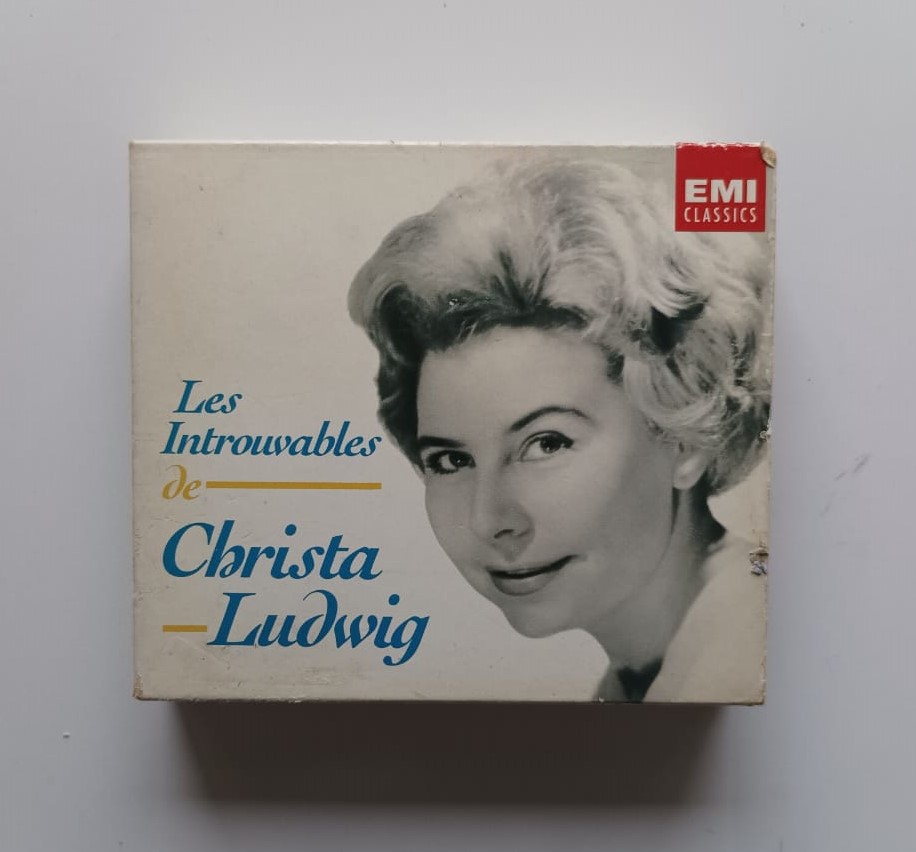 EMI
CLASSICS
Les
Introuvables
de
Christa
Ludwig